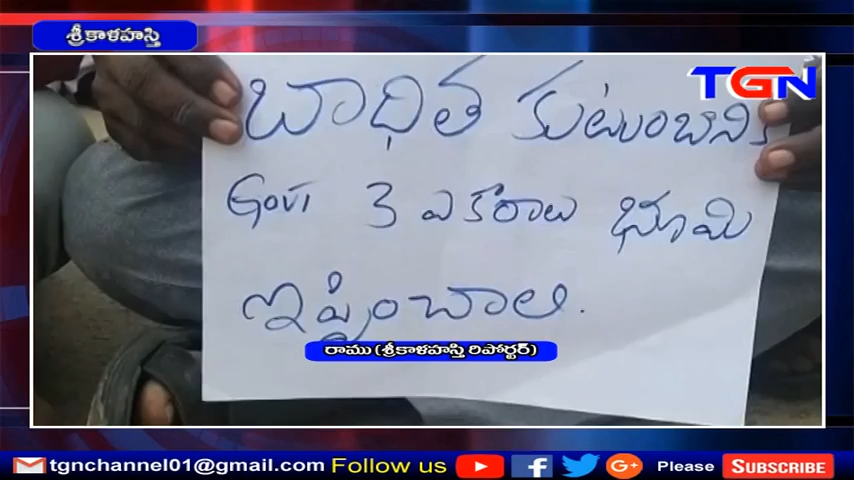 శ్రీకాళహస్తి
TGN
బాధిత కుటుంబానికి
Govt 3 ఎకరాలు భూమి
ఇప్పించాలి.
రాము (శ్రీకాళహస్తి రిపోర్టర్)
tgnchannel01@gmail.com Follow us f G+ Please SUBSCRIBE